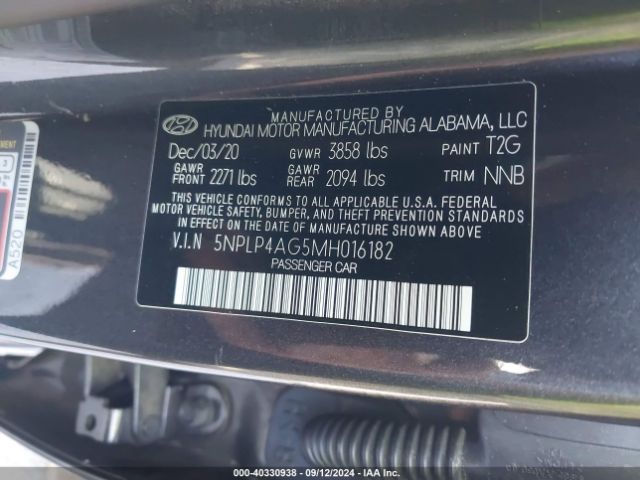 MANUFACTURED BY
HYUNDAI MOTOR MANUFACTURING ALABAMA, LLC
Dec/03/20 GVWR 3858 lbs PAINT T2G
GAWR FRONT 2271 lbs GAWR REAR 2094 lbs TRIM NNB
THIS VEHICLE CONFORMS TO ALL APPLICABLE U.S.A. FEDERAL
MOTOR VEHICLE SAFETY, BUMPER, AND THEFT PREVENTION STANDARDS
IN EFFECT ON THE DATE OF MANUFACTURE SHOWN ABOVE.
V.I.N 5NPLP4AG5MH016182
PASSENGER CAR
A520
202 - 40330938 - 09/12/2024 - IAA Inc.